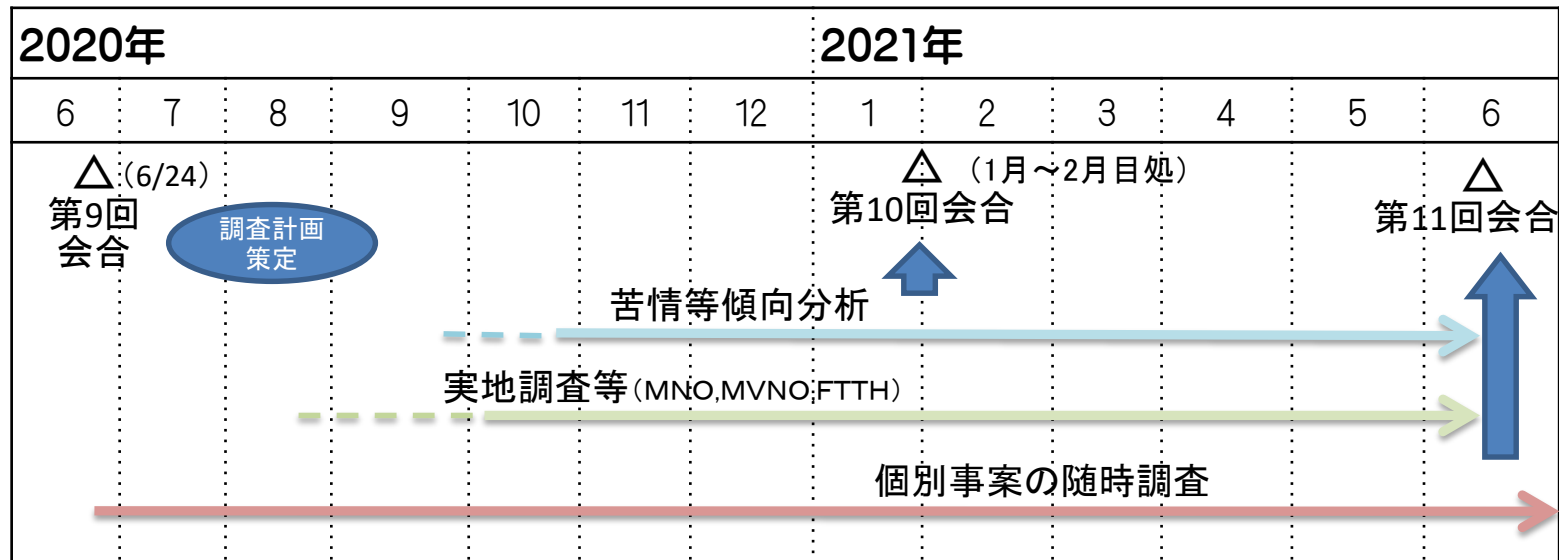 2020年 2021年
6 7 8 9 10 11 12 1 2 3 4 5 6
△(6/24)
第9回
会合
調査計画
策定
△ (1月～2月目処)
第10回会合
△
第11回会合
苦情等傾向分析
実地調査等(MNO,MVNO,FTTH)
個別事案の随時調査